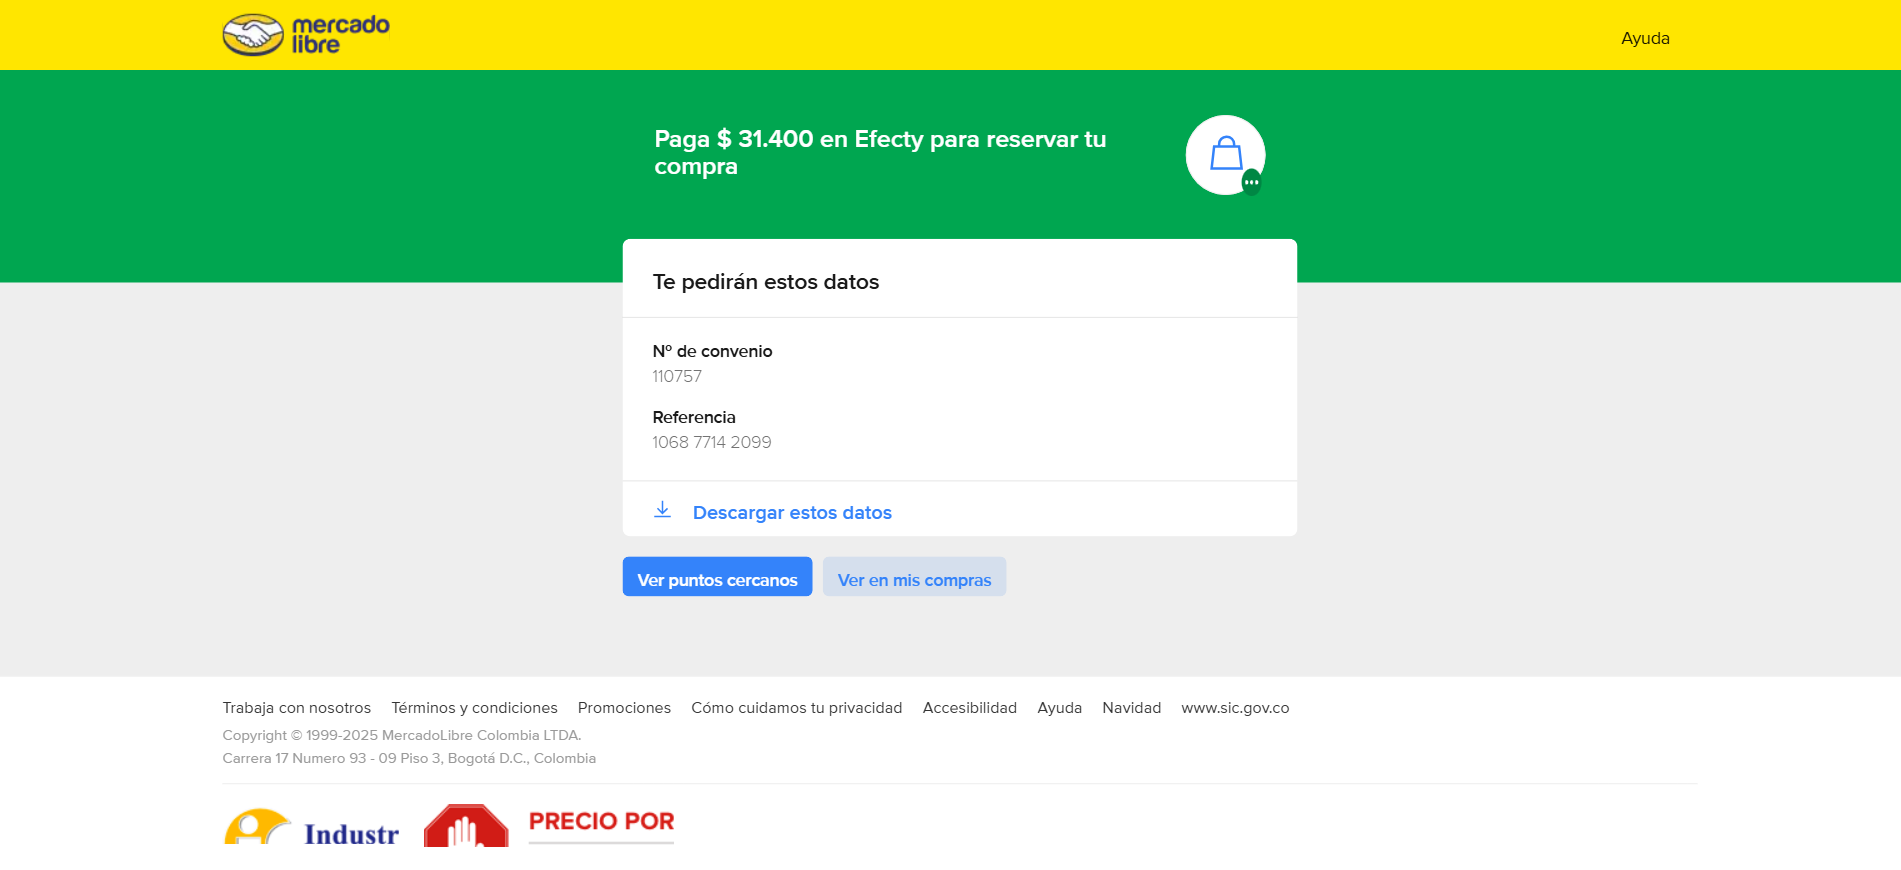 mercado
libre
Ayuda
Paga $ 31.400 en Efecty para reservar tu
compra
Te pedirán estos datos
Nº de convenio
110757
Referencia
1068 7714 2099
Descargar estos datos
Ver puntos cercanos Ver en mis compras
Trabaja con nosotros Términos y condiciones Promociones Cómo cuidamos tu privacidad Accesibilidad Ayuda Navidad www.sic.gov.co
Copyright © 1999-2025 MercadoLibre Colombia LTDA.
Carrera 17 Numero 93 - 09 Piso 3, Bogotá D.C., Colombia
Industr
PRECIO POR